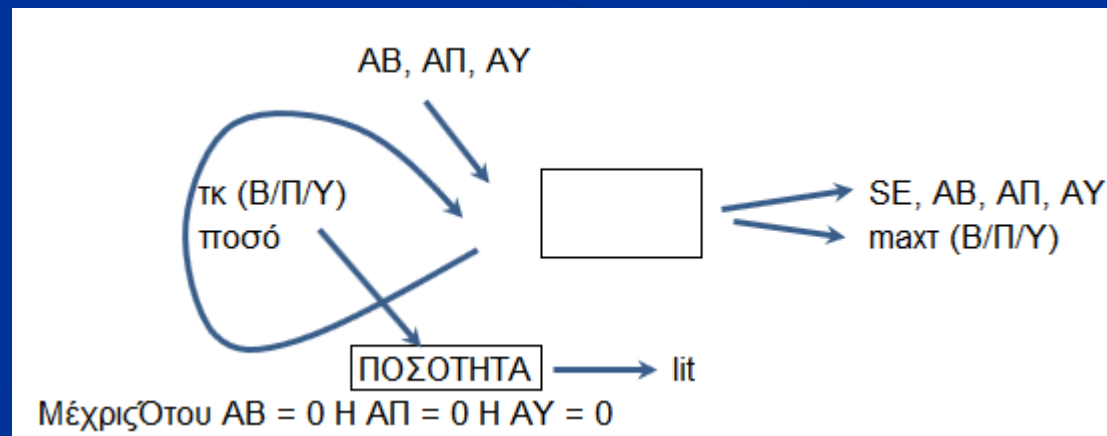 ΑΒ, ΑΠ, ΑΥ
τκ (Β/Π/Υ)
ποσό
SE, ΑΒ, ΑΠ, ΑΥ
maxτ (Β/Π/Υ)
ΠΟΣΟΤΗΤΑ
lit
ΜέχριςΌτου ΑΒ = 0 Η ΑΠ = 0 Η ΑΥ = 0